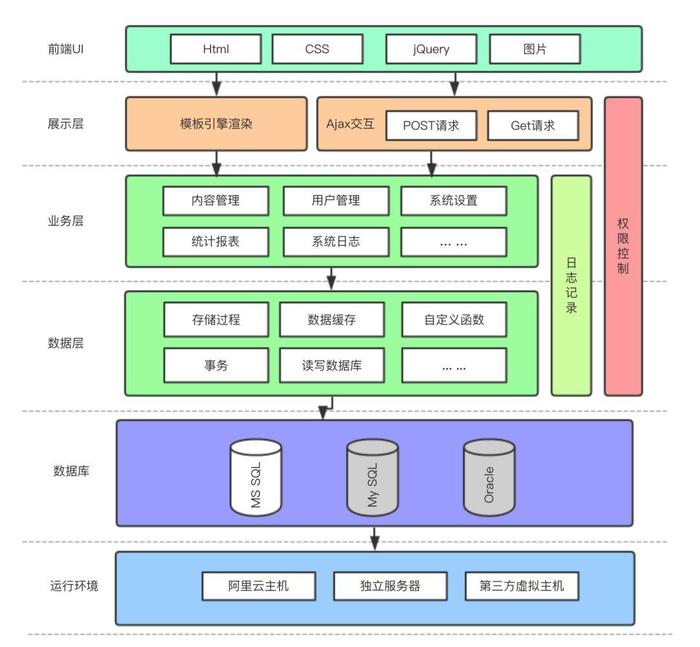 前端UI
Html
CSS
jQuery
图片
展示层
模板引擎渲染
Ajax交互
POST请求
Get请求
权限控制
业务层
内容管理
用户管理
系统设置
统计报表
系统日志
... ...
日志记录
数据层
存储过程
数据缓存
自定义函数
事务
读写数据库
... ...
数据库
MS SQL
My SQL
Oracle
运行环境
阿里云主机
独立服务器
第三方虚拟主机